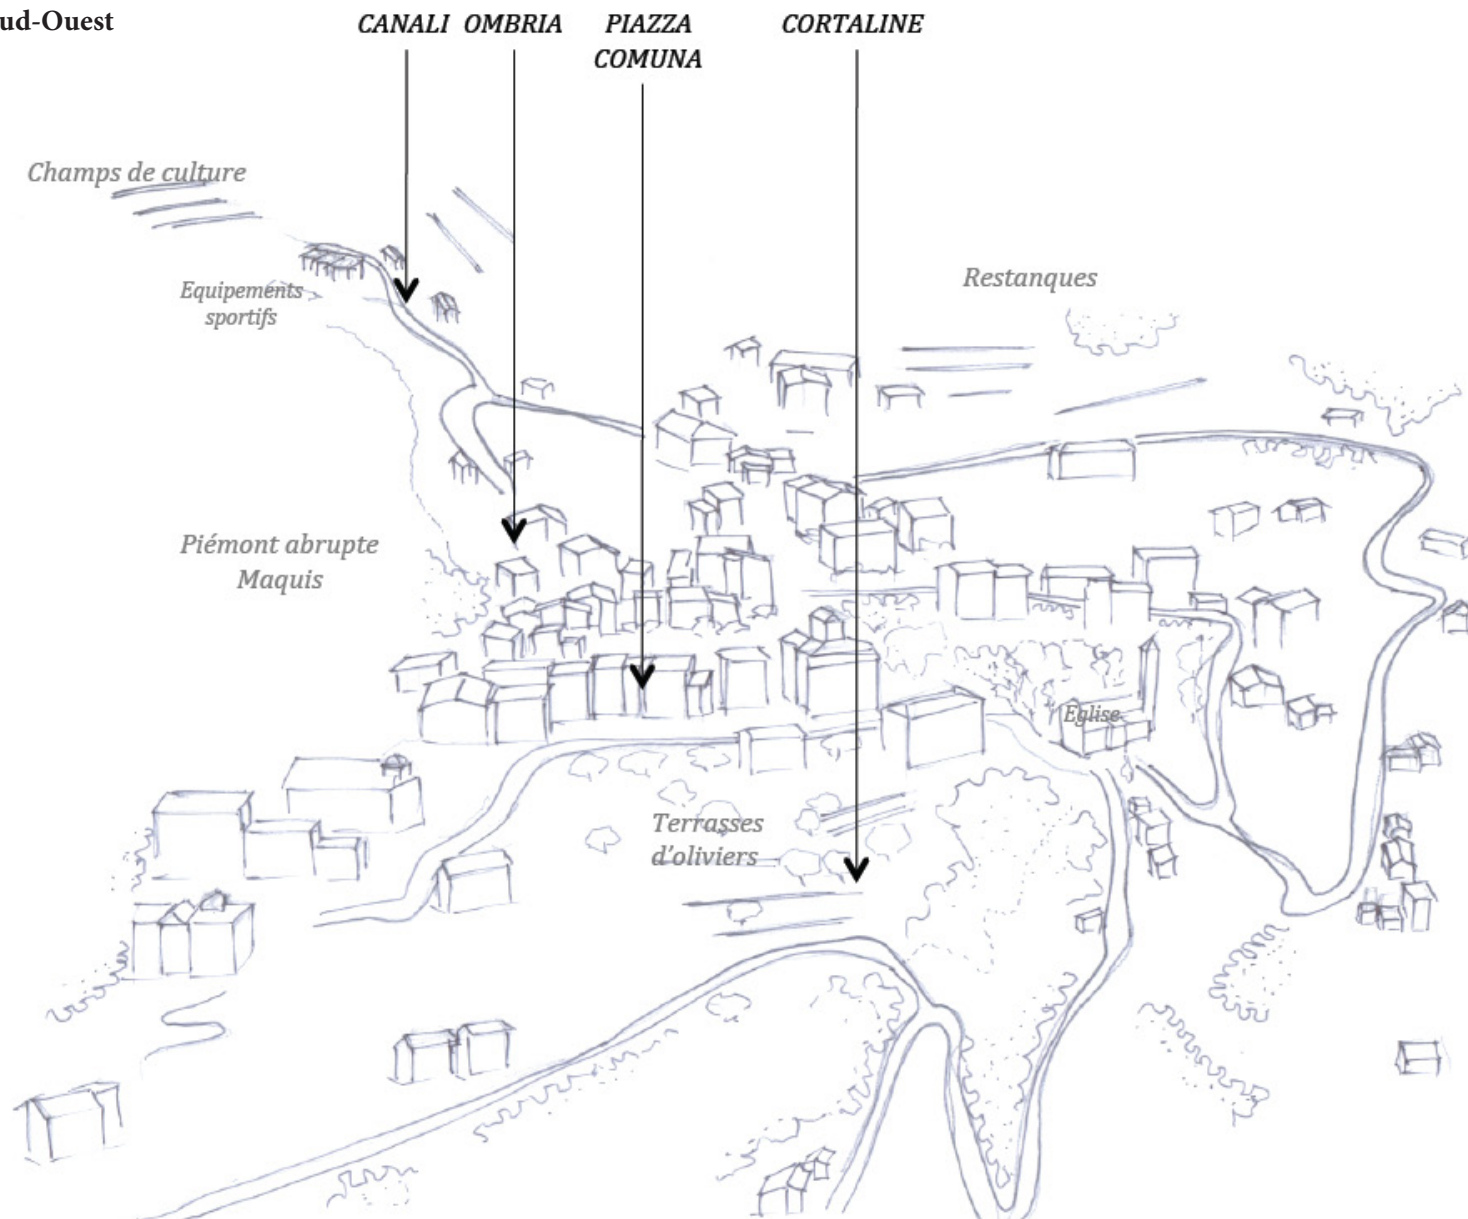 ud-Ouest
CANALI
OMBRIA
PIAZZA
COMUNA
CORTALINE
Champs de culture
Equipements
sportifs
Restanques
Piémont abrupte
Maquis
Eglise
Terrasses
d'oliviers